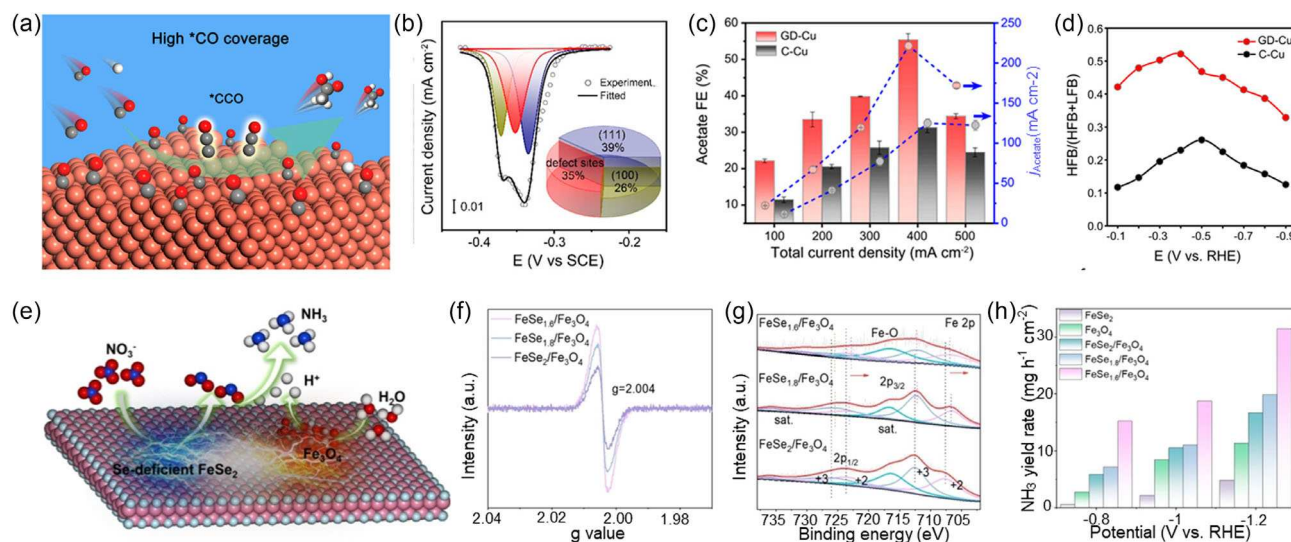 (a)
High *CO coverage
*CCO
(b)
Current density (mA cm⁻²)
Experiment.
Fitted
(111)
39%
defect sites
35%
(100)
26%
0.01
-0.4
-0.3
-0.2
E (V vs SCE)
(c)
GD-Cu
C-Cu
Acetate FE (%)
60
50
40
30
20
10
250
200
150
100
50
0
jAcetate(mA cm-2)
100
200
300
400
500
Total current density (mA cm⁻²)
(d)
GD-Cu
C-Cu
HFB/(HFB+LFB)
0.6
0.5
0.4
0.3
0.2
0.1
0.0
-0.1
-0.3
-0.5
-0.7
-0.9
E (V vs. RHE)
(e)
NO₃⁻
NH₃
H⁺
H₂O
Se-deficient FeSe₂
Fe₃O₄
(f)
FeSe₁.₆/Fe₃O₄
FeSe₁.₈/Fe₃O₄
FeSe₂/Fe₃O₄
g=2.004
Intensity (a.u.)
2.04
2.02
2.00
1.98
g value
(g)
FeSe₁.₆/Fe₃O₄
Fe-O
Fe 2p
FeSe₁.₈/Fe₃O₄
2p₃/₂
sat.
sat.
FeSe₂/Fe₃O₄
2p₁/₂
+3
+2
+3
+2
Intensity (a.u.)
735
730
725
720
715
710
705
Binding energy (eV)
(h)
FeSe₂
Fe₃O₄
FeSe₂/Fe₃O₄
FeSe₁.₈/Fe₃O₄
FeSe₁.₆/Fe₃O₄
NH₃ yield rate (mg h⁻¹ cm⁻²)
30
20
10
0
-0.8
-1
-1.2
Potential (V vs. RHE)